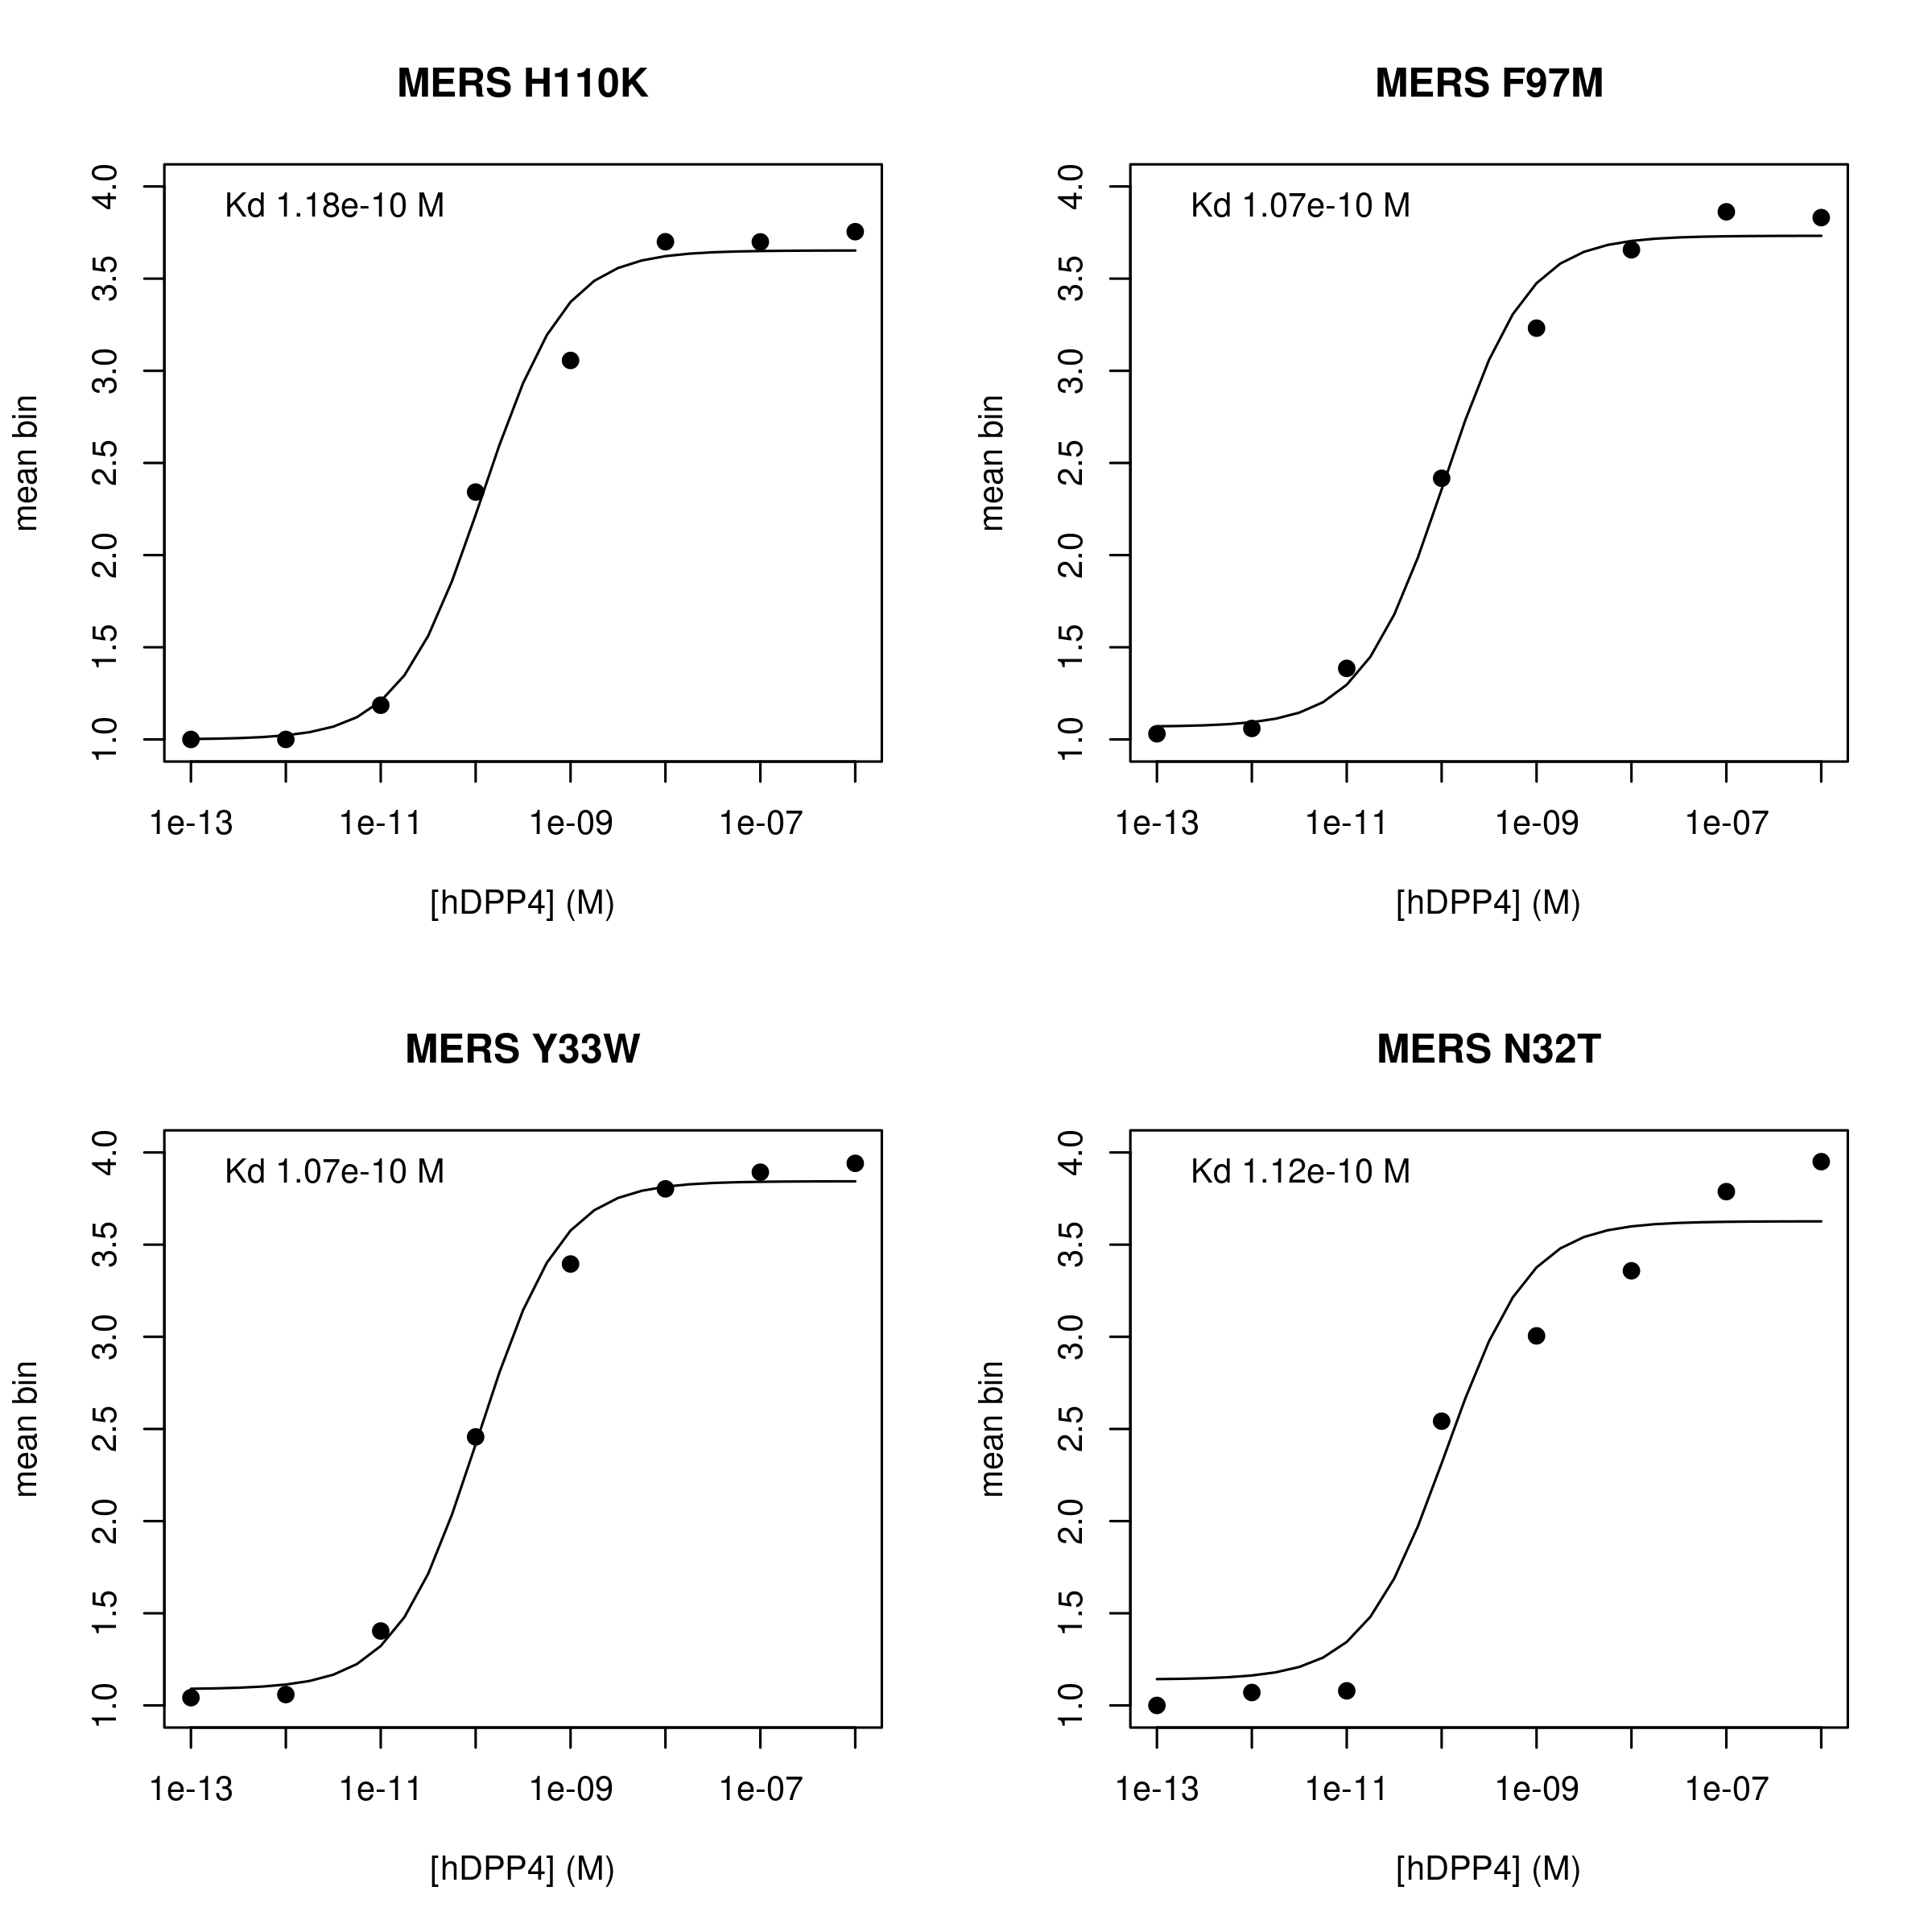 MERS H110K
Kd 1.18e-10 M
mean bin
4.0
3.5
3.0
2.5
2.0
1.5
1.0
1e-13 1e-11 1e-09 1e-07
[hDPP4] (M)
MERS F97M
Kd 1.07e-10 M
mean bin
4.0
3.5
3.0
2.5
2.0
1.5
1.0
1e-13 1e-11 1e-09 1e-07
[hDPP4] (M)
MERS Y33W
Kd 1.07e-10 M
mean bin
4.0
3.5
3.0
2.5
2.0
1.5
1.0
1e-13 1e-11 1e-09 1e-07
[hDPP4] (M)
MERS N32T
Kd 1.12e-10 M
mean bin
4.0
3.5
3.0
2.5
2.0
1.5
1.0
1e-13 1e-11 1e-09 1e-07
[hDPP4] (M)